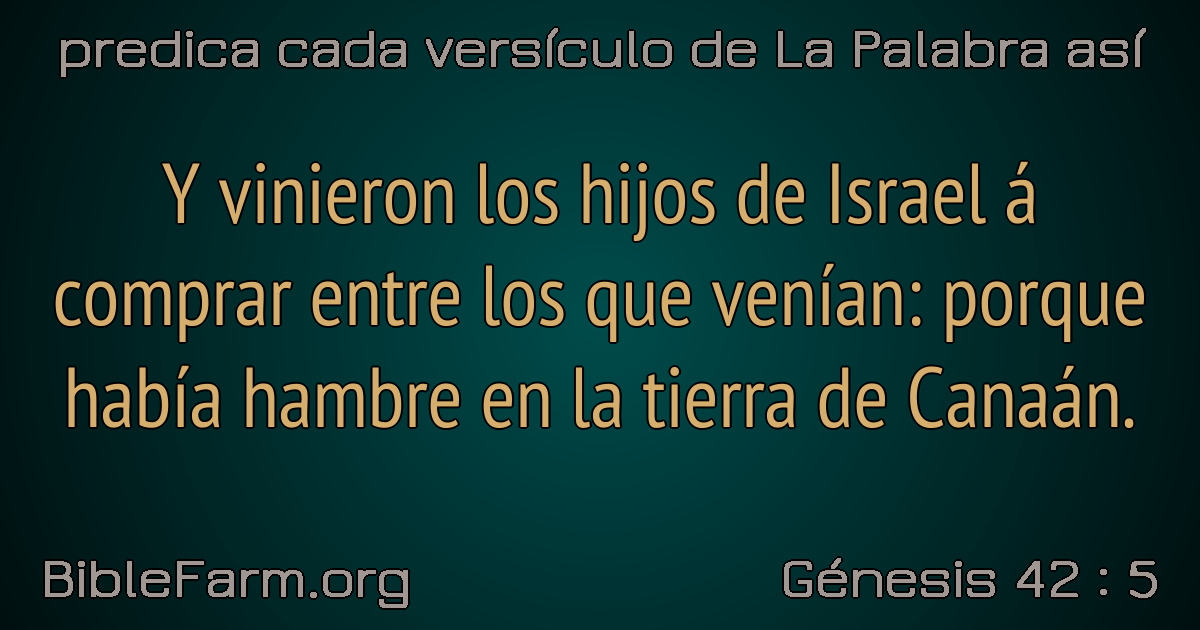 predica cada versículo de La Palabra así
Y vinieron los hijos de Israel á
comprar entre los que venían: porque
había hambre en la tierra de Canaán.
BibleFarm.org
Génesis 42 : 5